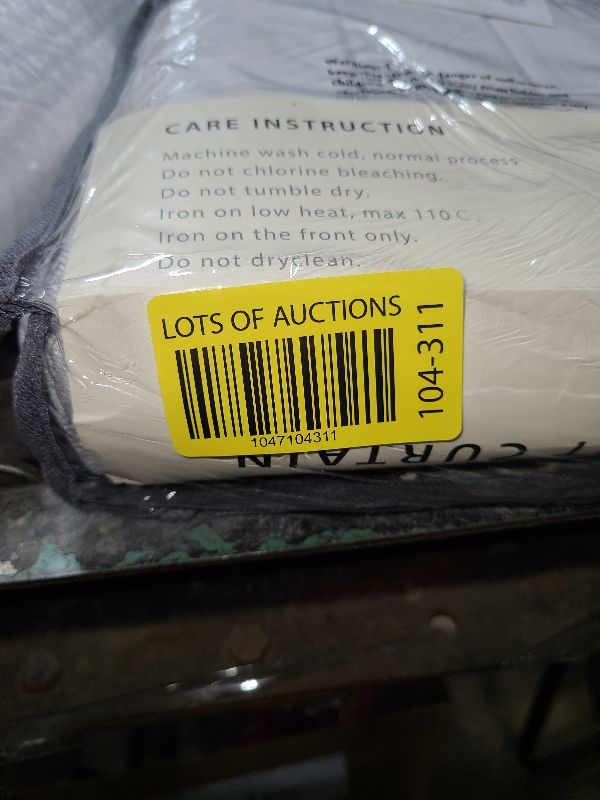 CARE INSTRUCTION
Machine wash cold, normal process
Do not chlorine bleaching.
Do not tumble dry.
Iron on low heat, max 110 C.
Iron on the front only.
Do not dryclean.
LOTS OF AUCTIONS
104-311
1047104311
CURTAIN